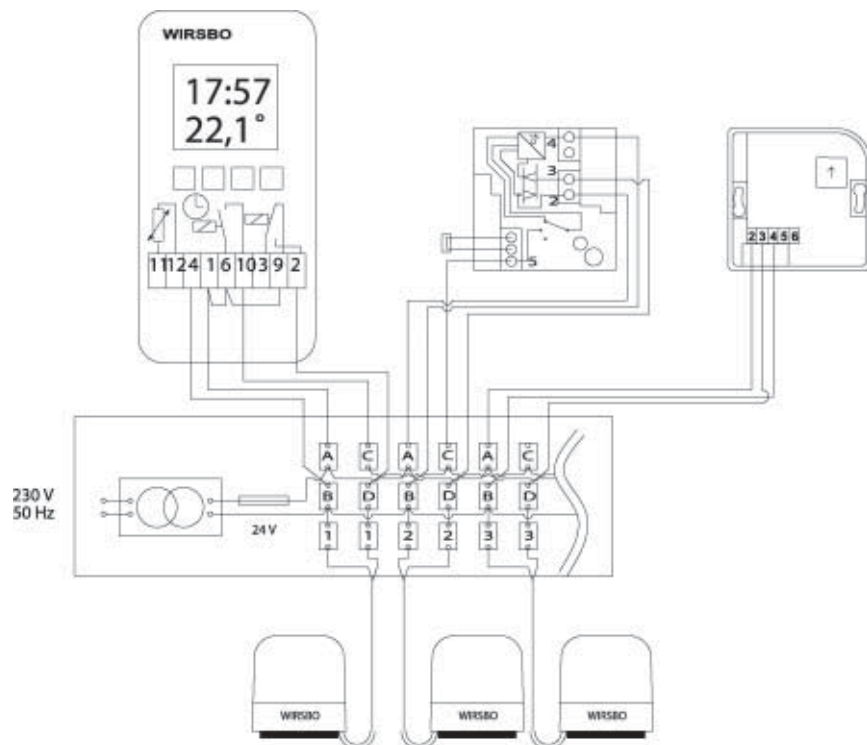 WIRSBO
17:57
22,1°
11 12 4 1 6 10 3 9 2
4
3
2
5
2 3 4 5 6
A C A C A C
B D B D B D
1 1 2 2 3 3
230 V
50 Hz
24 V
WIRSBO WIRSBO WIRSBO